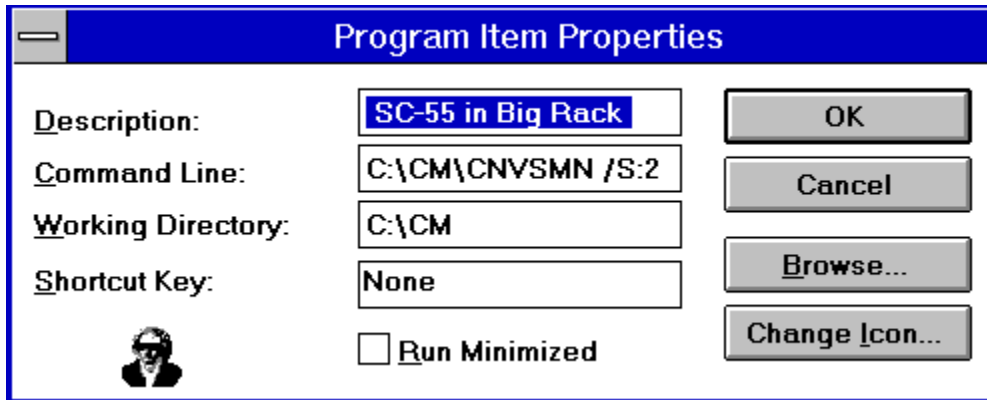 Program Item Properties
Description: SC-55 in Big Rack OK
Command Line: C:\CM\CNVSMN /S:2 Cancel
Working Directory: C:\CM
Shortcut Key: None Browse...
Run Minimized Change Icon...